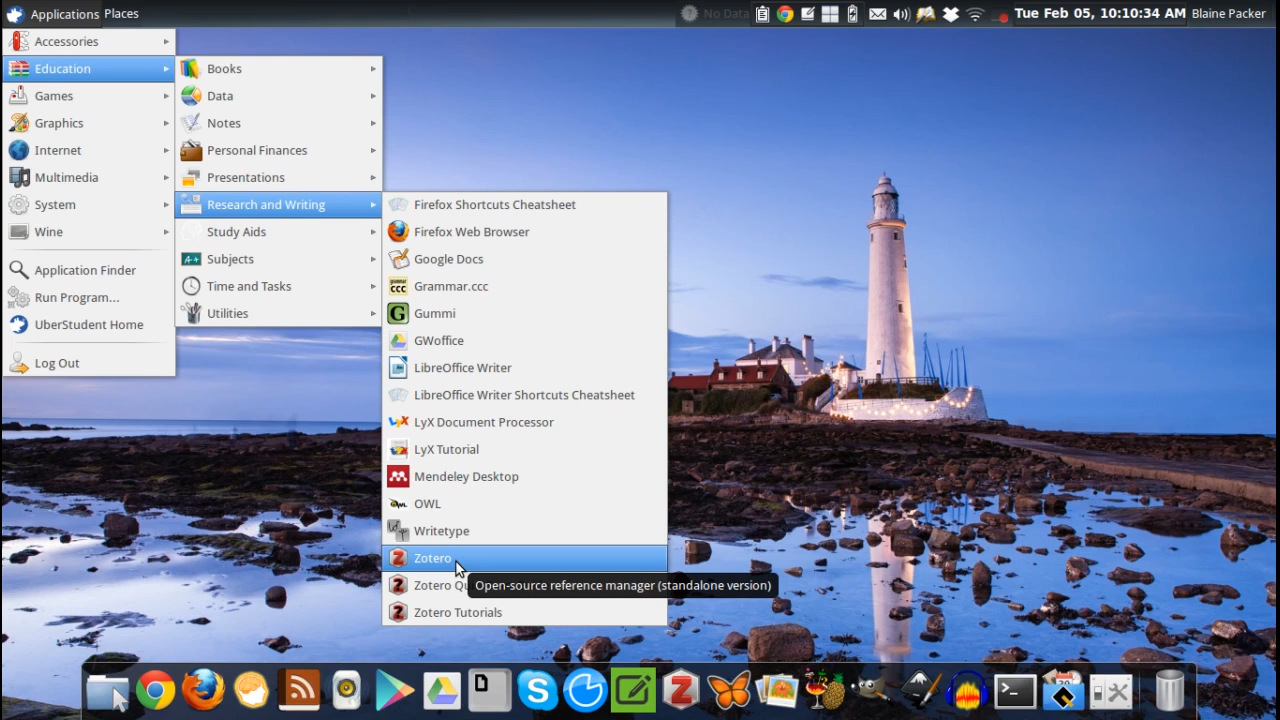 Applications Places No Data Tue Feb 05, 10:10:34 AM Blaine Packer
Accessories
Education
Games
Graphics
Internet
Multimedia
System
Wine
Application Finder
Run Program...
UberStudent Home
Log Out
Books
Data
Notes
Personal Finances
Presentations
Research and Writing
Study Aids
Subjects
Time and Tasks
Utilities
Firefox Shortcuts Cheatsheet
Firefox Web Browser
Google Docs
Grammar.ccc
Gummi
GWoffice
LibreOffice Writer
LibreOffice Writer Shortcuts Cheatsheet
LyX Document Processor
LyX Tutorial
Mendeley Desktop
OWL
Writetype
Zotero
Open-source reference manager (standalone version)
Zotero Qu
Zotero Tutorials